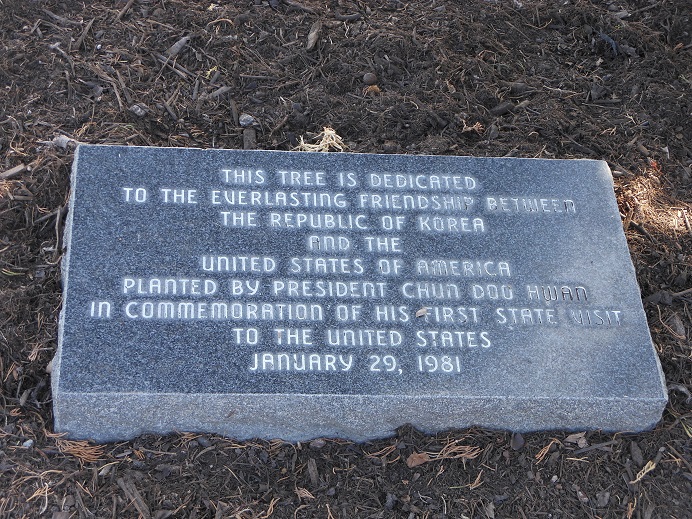 THIS TREE IS DEDICATED
TO THE EVERLASTING FRIENDSHIP BETWEEN
THE REPUBLIC OF KOREA
AND THE
UNITED STATES OF AMERICA
PLANTED BY PRESIDENT CHUN DOO HWAN
IN COMMEMORATION OF HIS FIRST STATE VISIT
TO THE UNITED STATES
JANUARY 29, 1981